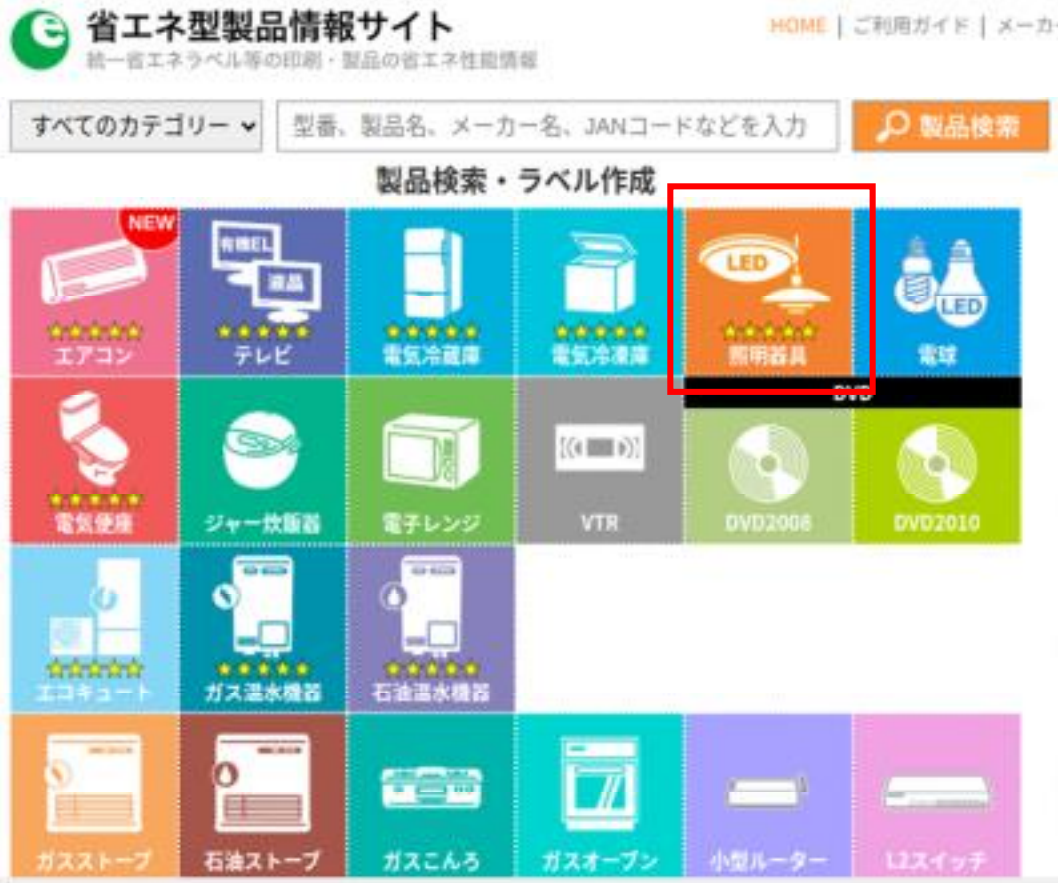 省エネ型製品情報サイト
統一省エネラベル等の印刷・製品の省エネ性能情報
HOME | ご利用ガイド | メーカー
すべてのカテゴリー 型番、製品名、メーカー名、JANコードなどを入力 製品検索
製品検索・ラベル作成
NEW
有機EL
液晶
LED
LED
エアコン テレビ 電気冷蔵庫 電気冷凍庫 照明器具 電球
DVD
電気便座 ジャー炊飯器 電子レンジ VTR DVD2008 DVD2010
エコキュート ガス温水機器 石油温水機器
ガスストーブ 石油ストーブ ガスこんろ ガスオーブン 小型ルーター L2スイッチ